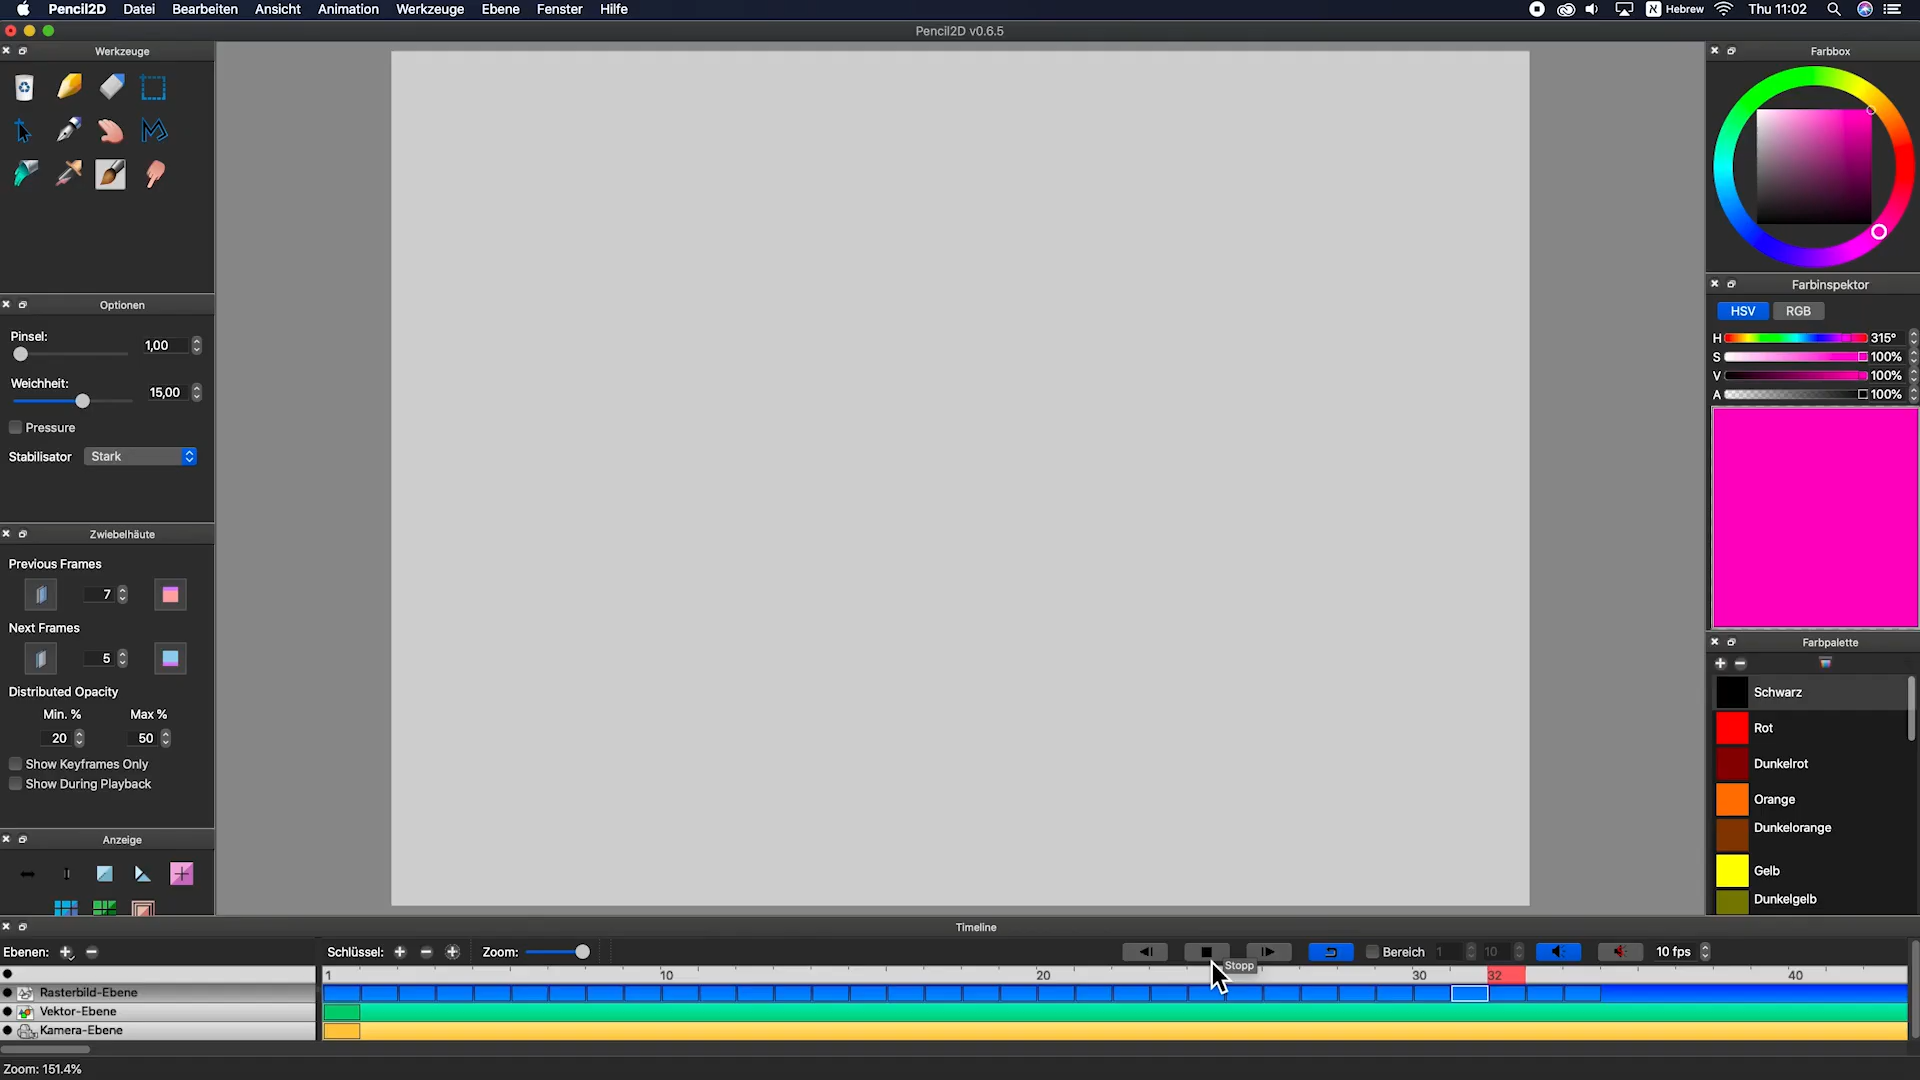 Pencil2D Datei Bearbeiten Ansicht Animation Werkzeuge Ebene Fenster Hilfe Hebrew Thu 11:02
Pencil2D v0.6.5
Werkzeuge
Optionen
Pinsel:
1,00
Weichheit:
15,00
Pressure
Stabilisator Stark
Zwiebelhäute
Previous Frames
7
Next Frames
5
Distributed Opacity
Min. % Max %
20 50
Show Keyframes Only
Show During Playback
Anzeige
Farbbox
Farbinspektor
HSV RGB
H 315°
S 100%
V 100%
A 100%
Farbpalette
Schwarz
Rot
Dunkelrot
Orange
Dunkelorange
Gelb
Dunkelgelb
Timeline
Ebenen: Schlüssel: Zoom: Bereich 1 10 10 fps
Stopp
1 10 20 30 32 40
Rasterbild-Ebene
Vektor-Ebene
Kamera-Ebene
Zoom: 151.4%